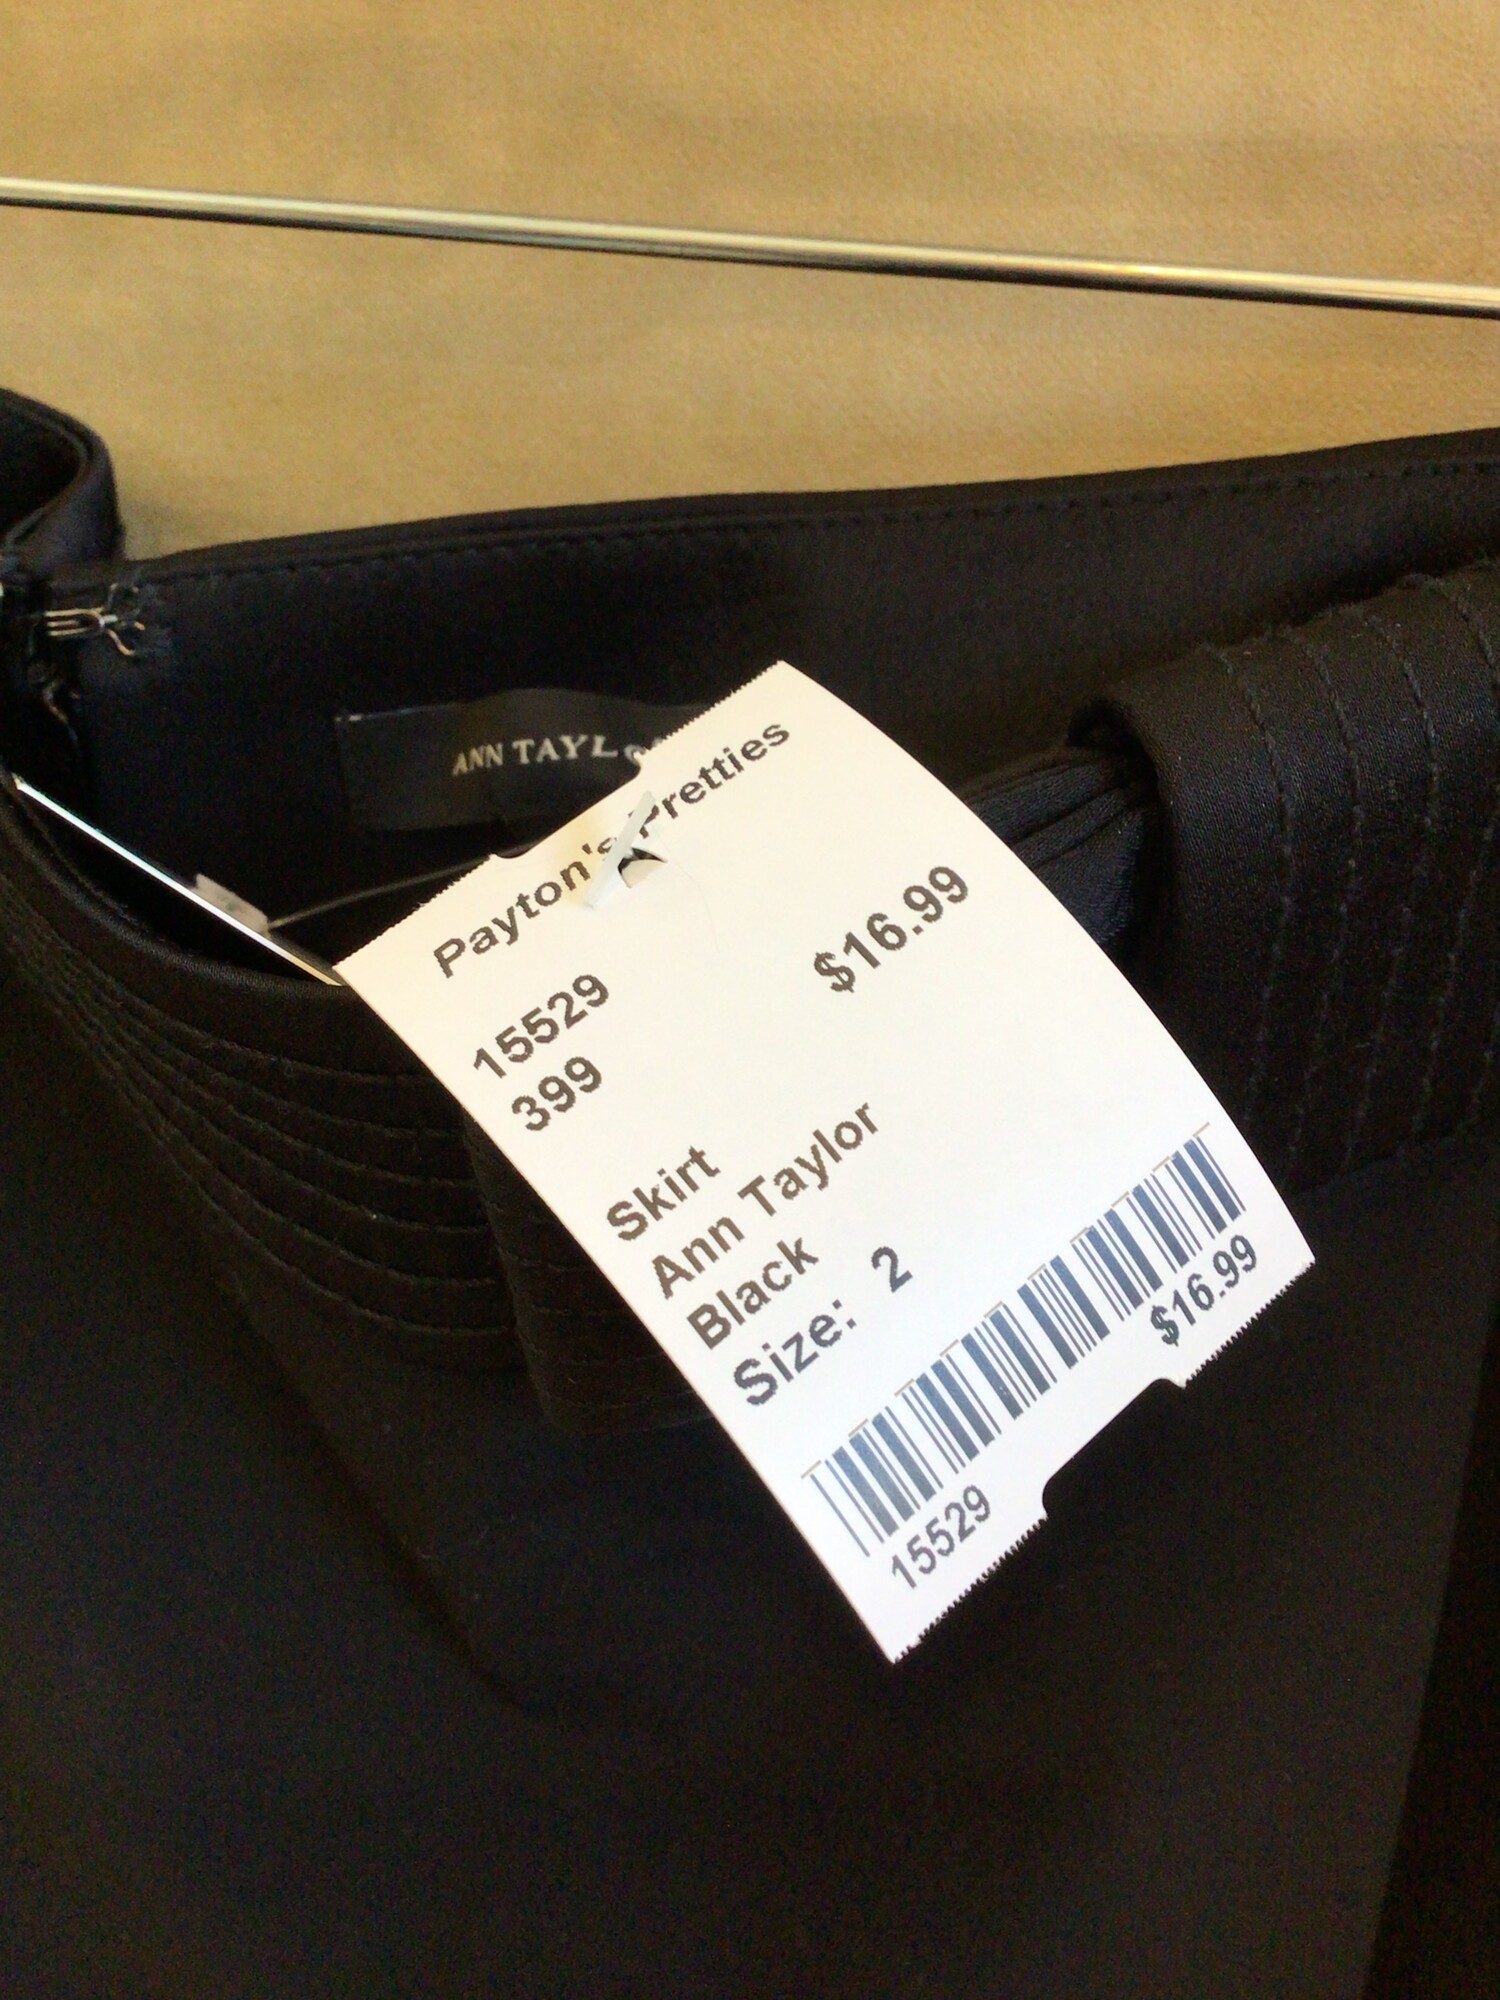 ANN TAYL
Payton's Pretties
15529 $16.99
399
Skirt
Ann Taylor
Black
Size: 2
$16.99
15529